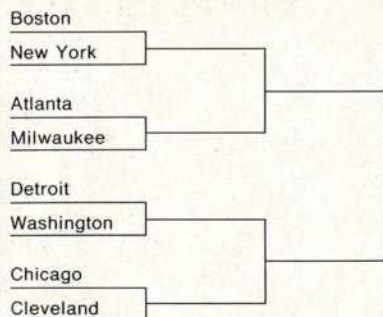 Boston
New York
Atlanta
Milwaukee
Detroit
Washington
Chicago
Cleveland